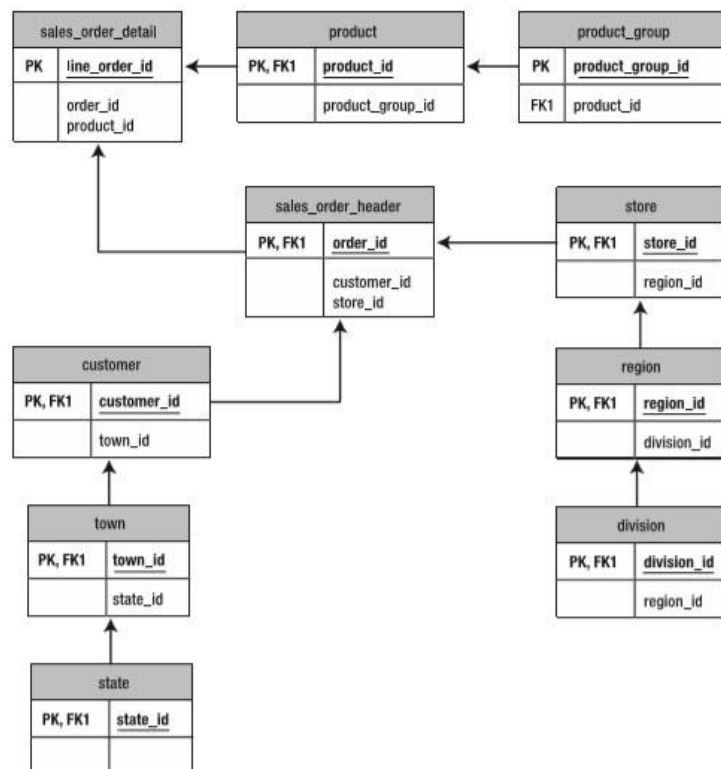 sales_order_detail
PK line_order_id
order_id
product_id
product
PK, FK1 product_id
product_group_id
product_group
PK product_group_id
FK1 product_id
sales_order_header
PK, FK1 order_id
customer_id
store_id
store
PK, FK1 store_id
region_id
customer
PK, FK1 customer_id
town_id
region
PK, FK1 region_id
division_id
town
PK, FK1 town_id
state_id
division
PK, FK1 division_id
region_id
state
PK, FK1 state_id